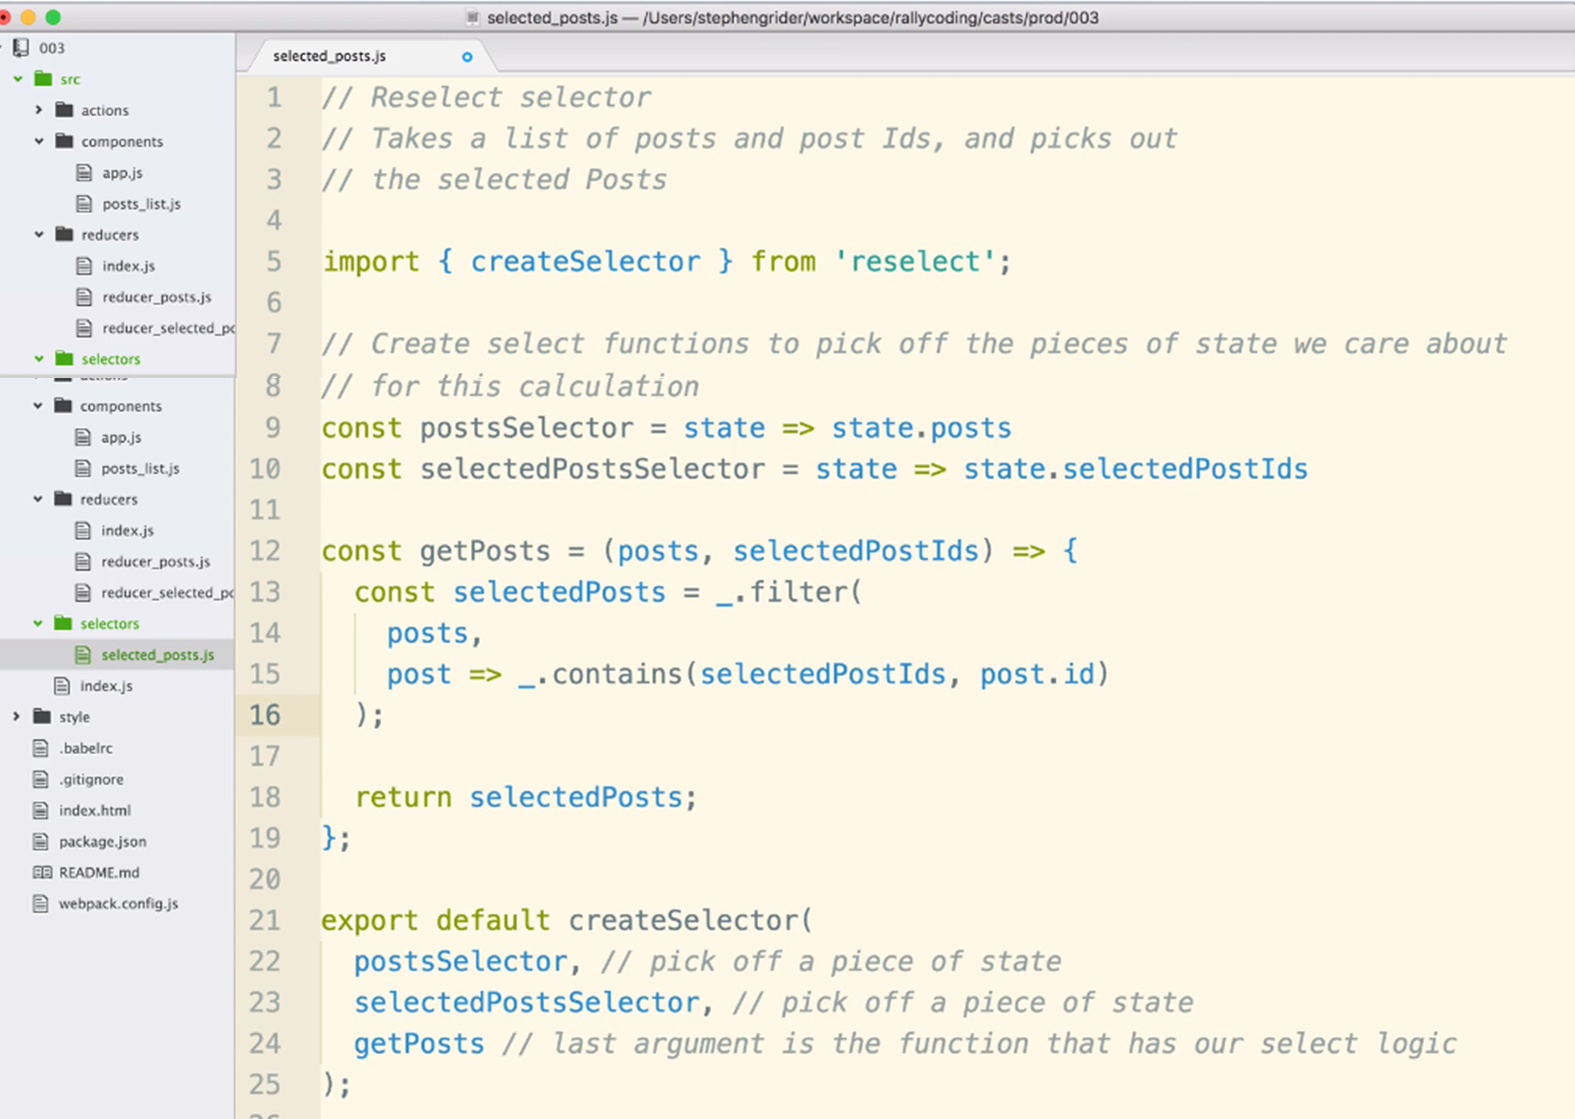 selected_posts.js — /Users/stephengrider/workspace/rallycoding/casts/prod/003
003
src
actions
components
app.js
posts_list.js
reducers
index.js
reducer_posts.js
reducer_selected_po
selectors
actions
components
app.js
posts_list.js
reducers
index.js
reducer_posts.js
reducer_selected_po
selectors
selected_posts.js
index.js
style
.babelrc
.gitignore
index.html
package.json
README.md
webpack.config.js
selected_posts.js
1 // Reselect selector
2 // Takes a list of posts and post Ids, and picks out
3 // the selected Posts
4
5 import { createSelector } from 'reselect';
6
7 // Create select functions to pick off the pieces of state we care about
8 // for this calculation
9 const postsSelector = state => state.posts
10 const selectedPostsSelector = state => state.selectedPostIds
11
12 const getPosts = (posts, selectedPostIds) => {
13   const selectedPosts = _.filter(
14     posts,
15     post => _.contains(selectedPostIds, post.id)
16   );
17
18   return selectedPosts;
19 };
20
21 export default createSelector(
22   postsSelector, // pick off a piece of state
23   selectedPostsSelector, // pick off a piece of state
24   getPosts // last argument is the function that has our select logic
25 );